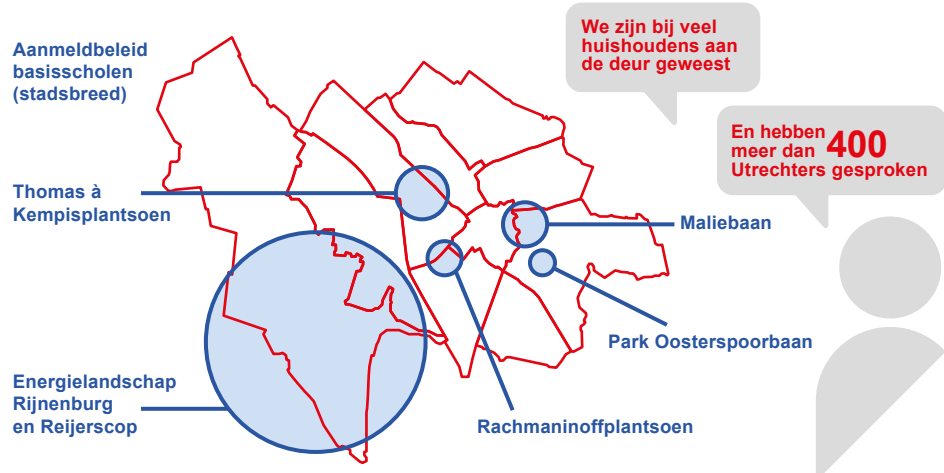 Aanmeldbeleid
basisscholen
(stadsbreed)
We zijn bij veel
huishoudens aan
de deur geweest
En hebben
meer dan 400
Utrechters gesproken
Thomas à
Kempisplantsoen
Maliebaan
Park Oosterspoorbaan
Energielandschap
Rijnenburg
en Reijerscop
Rachmaninoffplantsoen